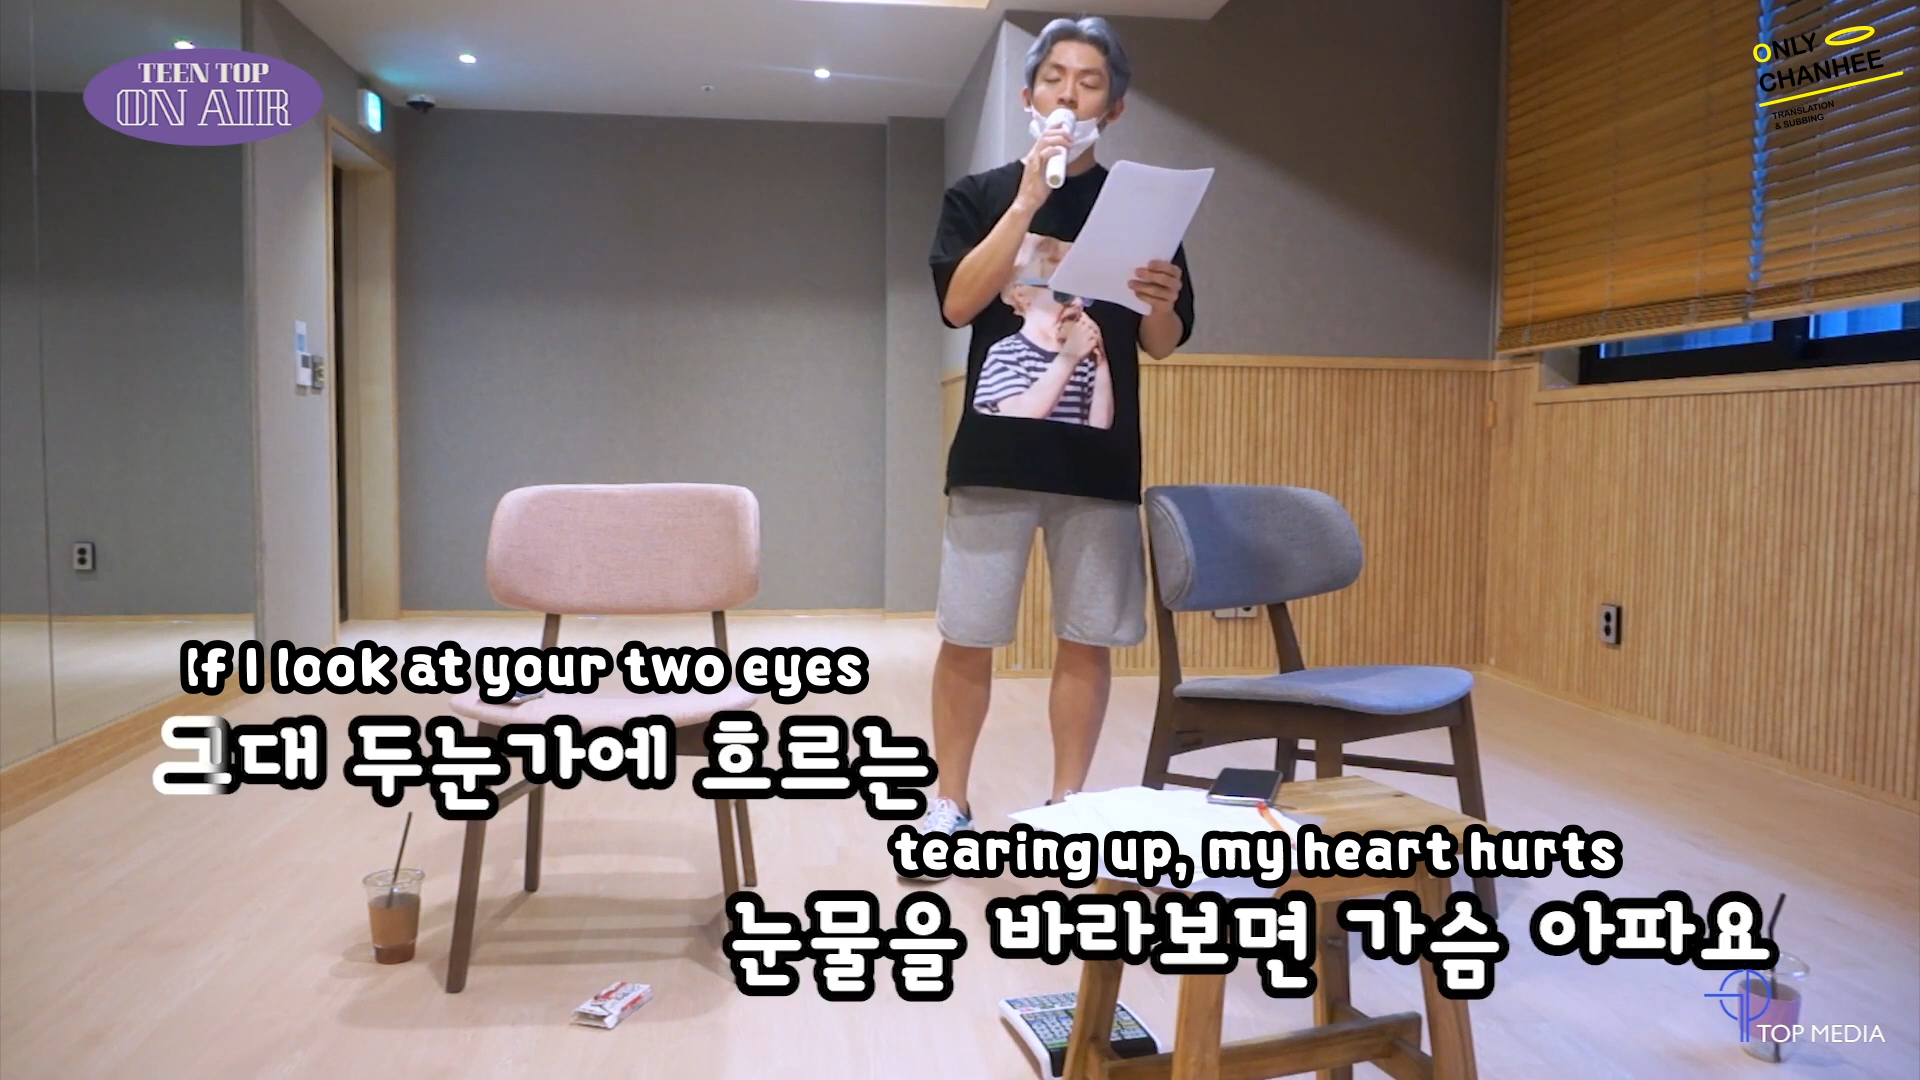 TEEN TOP
ON AIR
ONLY
CHANHEE
TRANSLATION
& SUBBING
If I look at your two eyes
그대 두눈가에 흐르는
tearing up, my heart hurts
눈물을 바라보면 가슴 아파요
TOP MEDIA